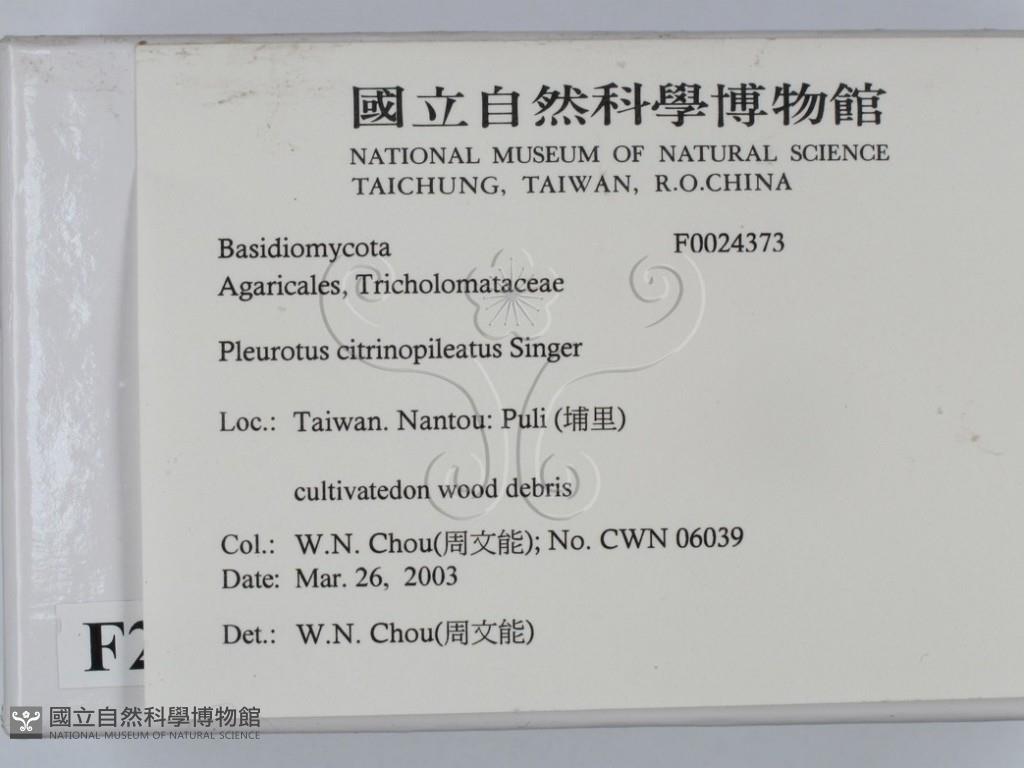 國立自然科學博物館
NATIONAL MUSEUM OF NATURAL SCIENCE
TAICHUNG, TAIWAN, R.O.CHINA
Basidiomycota F0024373
Agaricales, Tricholomataceae
Pleurotus citrinopileatus Singer
Loc.: Taiwan. Nantou: Puli (埔里)
cultivatedon wood debris
Col.: W.N. Chou(周文能); No. CWN 06039
Date: Mar. 26, 2003
Det.: W.N. Chou(周文能)
F2
國立自然科學博物館
NATIONAL MUSEUM OF NATURAL SCIENCE